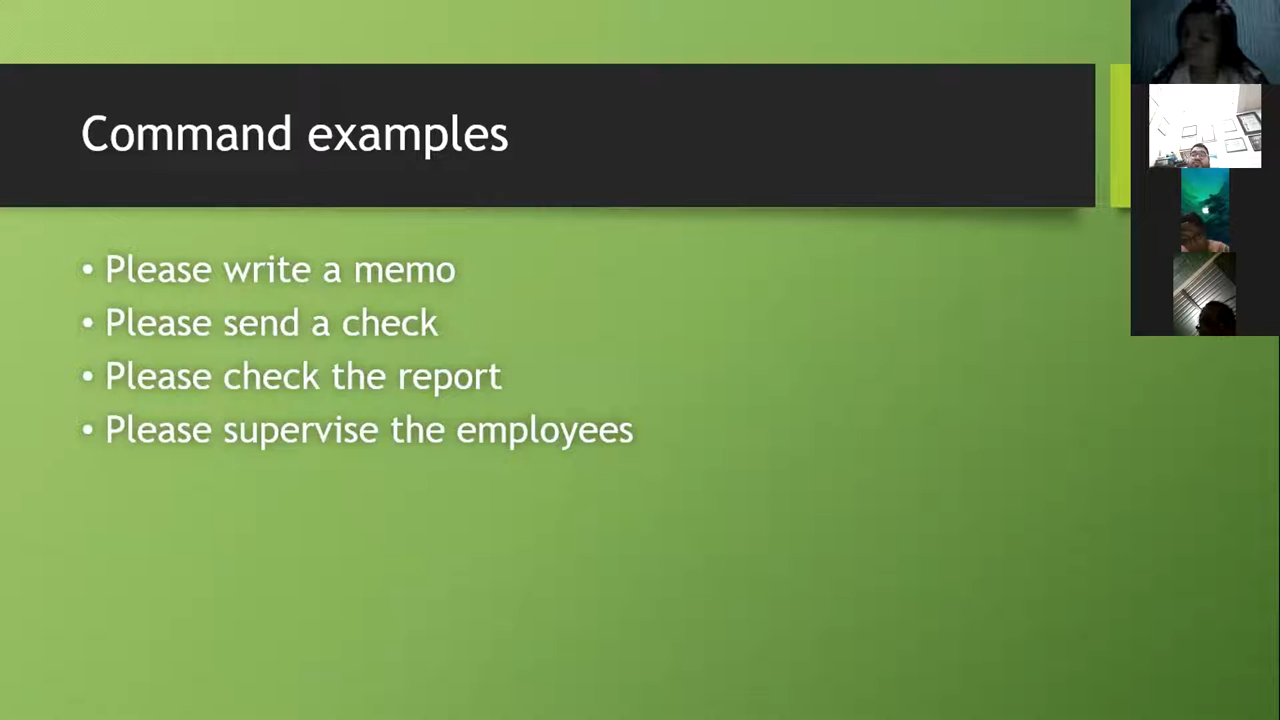 Command examples
• Please write a memo
• Please send a check
• Please check the report
• Please supervise the employees